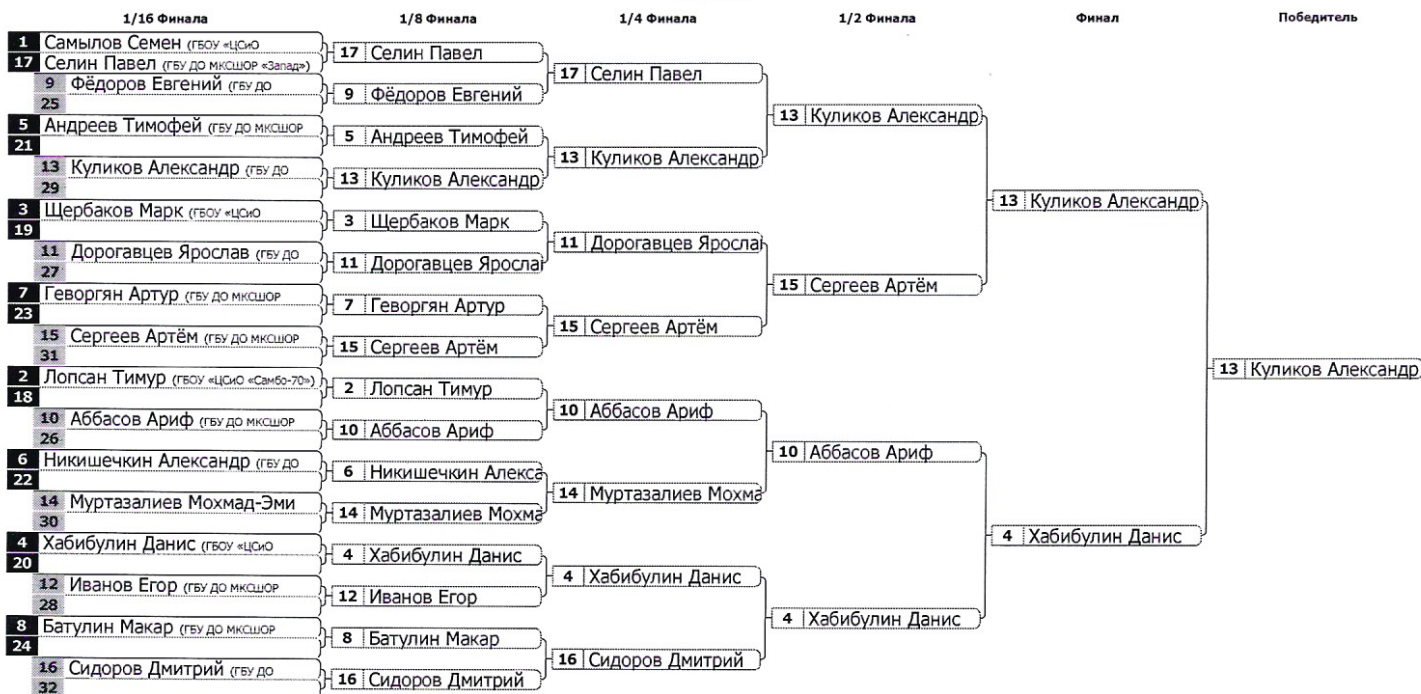 1/16 Финала
1/8 Финала
1/4 Финала
1/2 Финала
Финал
Победитель
1 Самылов Семен (ГБОУ «ЦСиО
17 Селин Павел (ГБУ ДО МКСШОР «Запад»)
9 Фёдоров Евгений (ГБУ ДО
25
5 Андреев Тимофей (ГБУ ДО МКСШОР
21
13 Куликов Александр (ГБУ ДО
29
3 Щербаков Марк (ГБОУ «ЦСиО
19
11 Дорогавцев Ярослав (ГБУ ДО
27
7 Геворгян Артур (ГБУ ДО МКСШОР
23
15 Сергеев Артём (ГБУ ДО МКСШОР
31
2 Лопсан Тимур (ГБОУ «ЦСиО «Самбо-70»)
18
10 Аббасов Ариф (ГБУ ДО МКСШОР
26
6 Никишечкин Александр (ГБУ ДО
22
14 Муртазалиев Мохмад-Эми
30
4 Хабибулин Данис (ГБОУ «ЦСиО
20
12 Иванов Егор (ГБУ ДО МКСШОР
28
8 Батулин Макар (ГБУ ДО МКСШОР
24
16 Сидоров Дмитрий (ГБУ ДО
32
17 Селин Павел
9 Фёдоров Евгений
5 Андреев Тимофей
13 Куликов Александр
3 Щербаков Марк
11 Дорогавцев Яросла
7 Геворгян Артур
15 Сергеев Артём
2 Лопсан Тимур
10 Аббасов Ариф
6 Никишечкин Алекса
14 Муртазалиев Мохма
4 Хабибулин Данис
12 Иванов Егор
8 Батулин Макар
16 Сидоров Дмитрий
17 Селин Павел
13 Куликов Александр
11 Дорогавцев Яросла
15 Сергеев Артём
10 Аббасов Ариф
14 Муртазалиев Мохма
4 Хабибулин Данис
16 Сидоров Дмитрий
13 Куликов Александр
15 Сергеев Артём
10 Аббасов Ариф
4 Хабибулин Данис
13 Куликов Александр
4 Хабибулин Данис
13 Куликов Александр